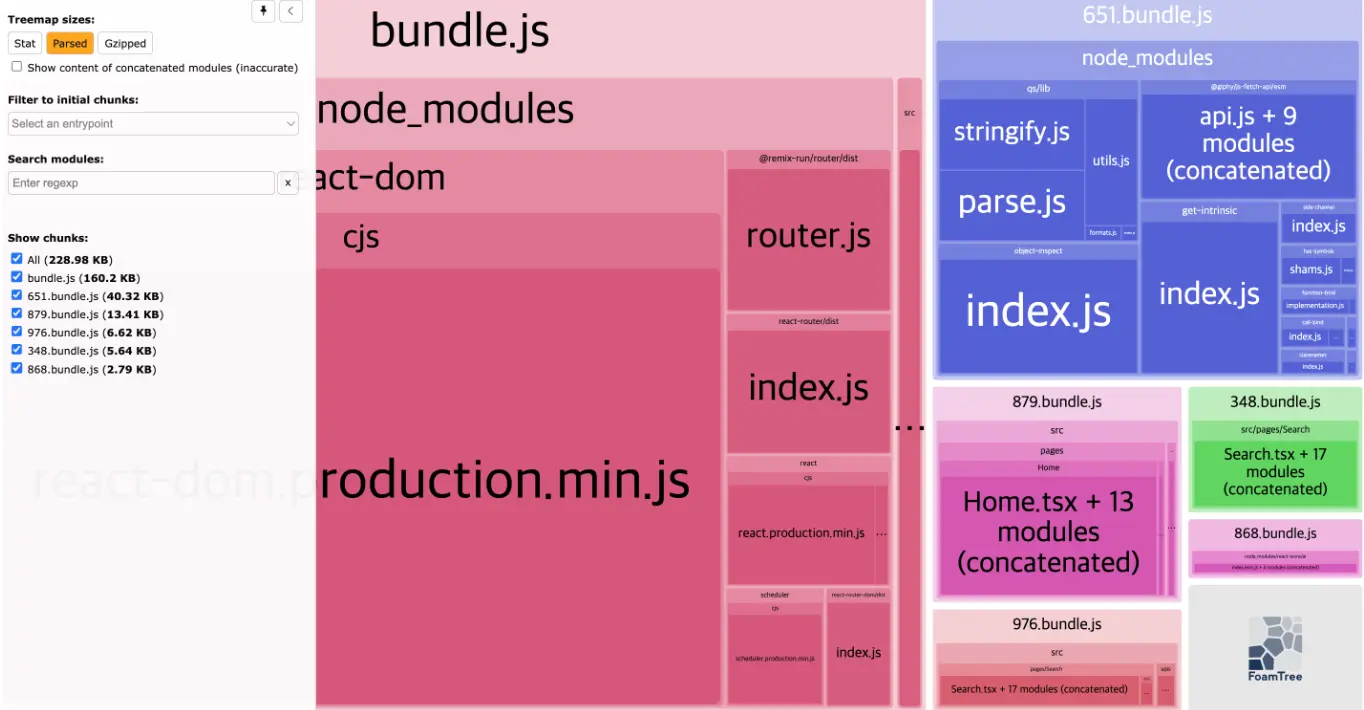 Treemap sizes:
Stat
Parsed
Gzipped
Show content of concatenated modules (inaccurate)
Filter to initial chunks:
Select an entrypoint
Search modules:
Enter regexp
x
Show chunks:
All (228.98 KB)
bundle.js (160.2 KB)
651.bundle.js (40.32 KB)
879.bundle.js (13.41 KB)
976.bundle.js (6.62 KB)
348.bundle.js (5.64 KB)
868.bundle.js (2.79 KB)
bundle.js
node_modules
act-dom
cjs
react-dom.production.min.js
@remix-run/router/dist
router.js
react-router/dist
index.js
react
cjs
react.production.min.js
...
scheduler
cjs
scheduler.production.min.js
react-router-dom/dist
index.js
src
...
651.bundle.js
node_modules
qs/lib
stringify.js
parse.js
utils.js
formats.js
object-inspect
index.js
@giphy/js-fetch-api/esm
api.js + 9
modules
(concatenated)
get-intrinsic
index.js
side-channel
index.js
has-symbols
shams.js
function-bind
implementation.js
call-bind
index.js
...
classnames
index.js
879.bundle.js
src
pages
Home
Home.tsx + 13
modules
(concatenated)
...
348.bundle.js
src/pages/Search
Search.tsx + 17
modules
(concatenated)
868.bundle.js
976.bundle.js
src
pages/Search
Search.tsx + 17 modules (concatenated)
...
apis
...
FoamTree